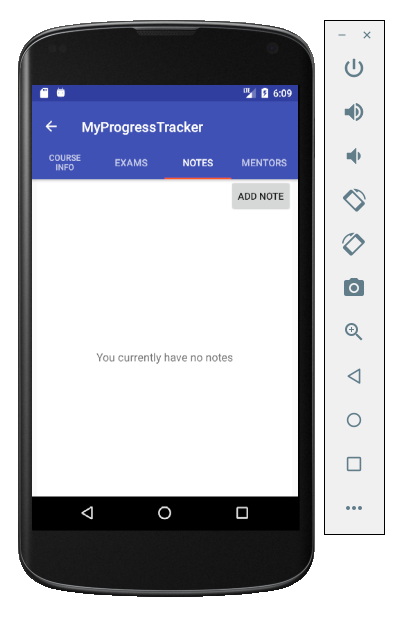 6:09
MyProgressTracker
COURSE
INFO
EXAMS
NOTES
MENTORS
ADD NOTE
You currently have no notes